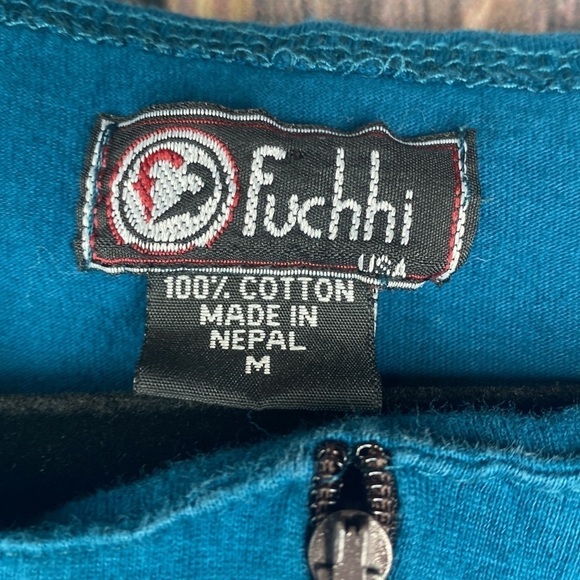 Fuchhi
USA
100% COTTON
MADE IN
NEPAL
M